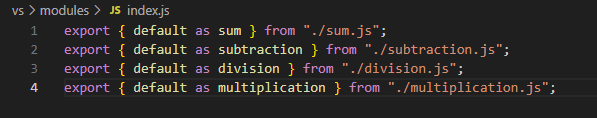 vs > modules > JS index.js
1 export { default as sum } from "./sum.js";
2 export { default as subtraction } from "./subtraction.js";
3 export { default as division } from "./division.js";
4 export { default as multiplication } from "./multiplication.js";